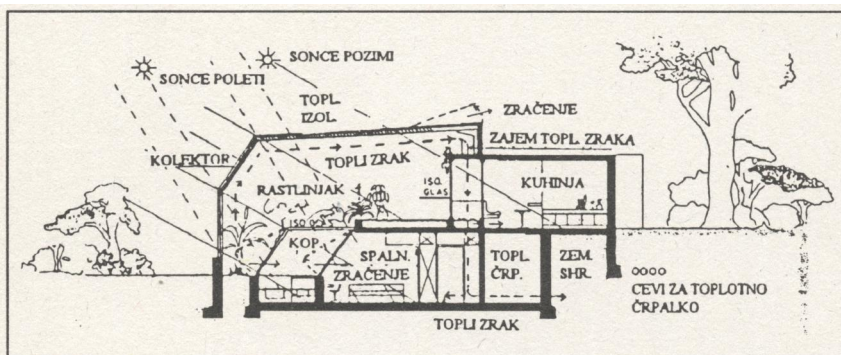 SONCE POZIMI
SONCE POLETI
TOPL.
IZOL.
ZRAČENJE
ZAJEM TOPL. ZRAKA
KOLEKTOR
TOPLI ZRAK
RASTLINJAK
ISO.
GLAS
KUHINJA
KOP.
SPALN.
ZRAČENJE
TOPL.
ČRP.
ZEM.
SHR.
CEVI ZA TOPLOTNO
ČRPALKO
TOPLI ZRAK